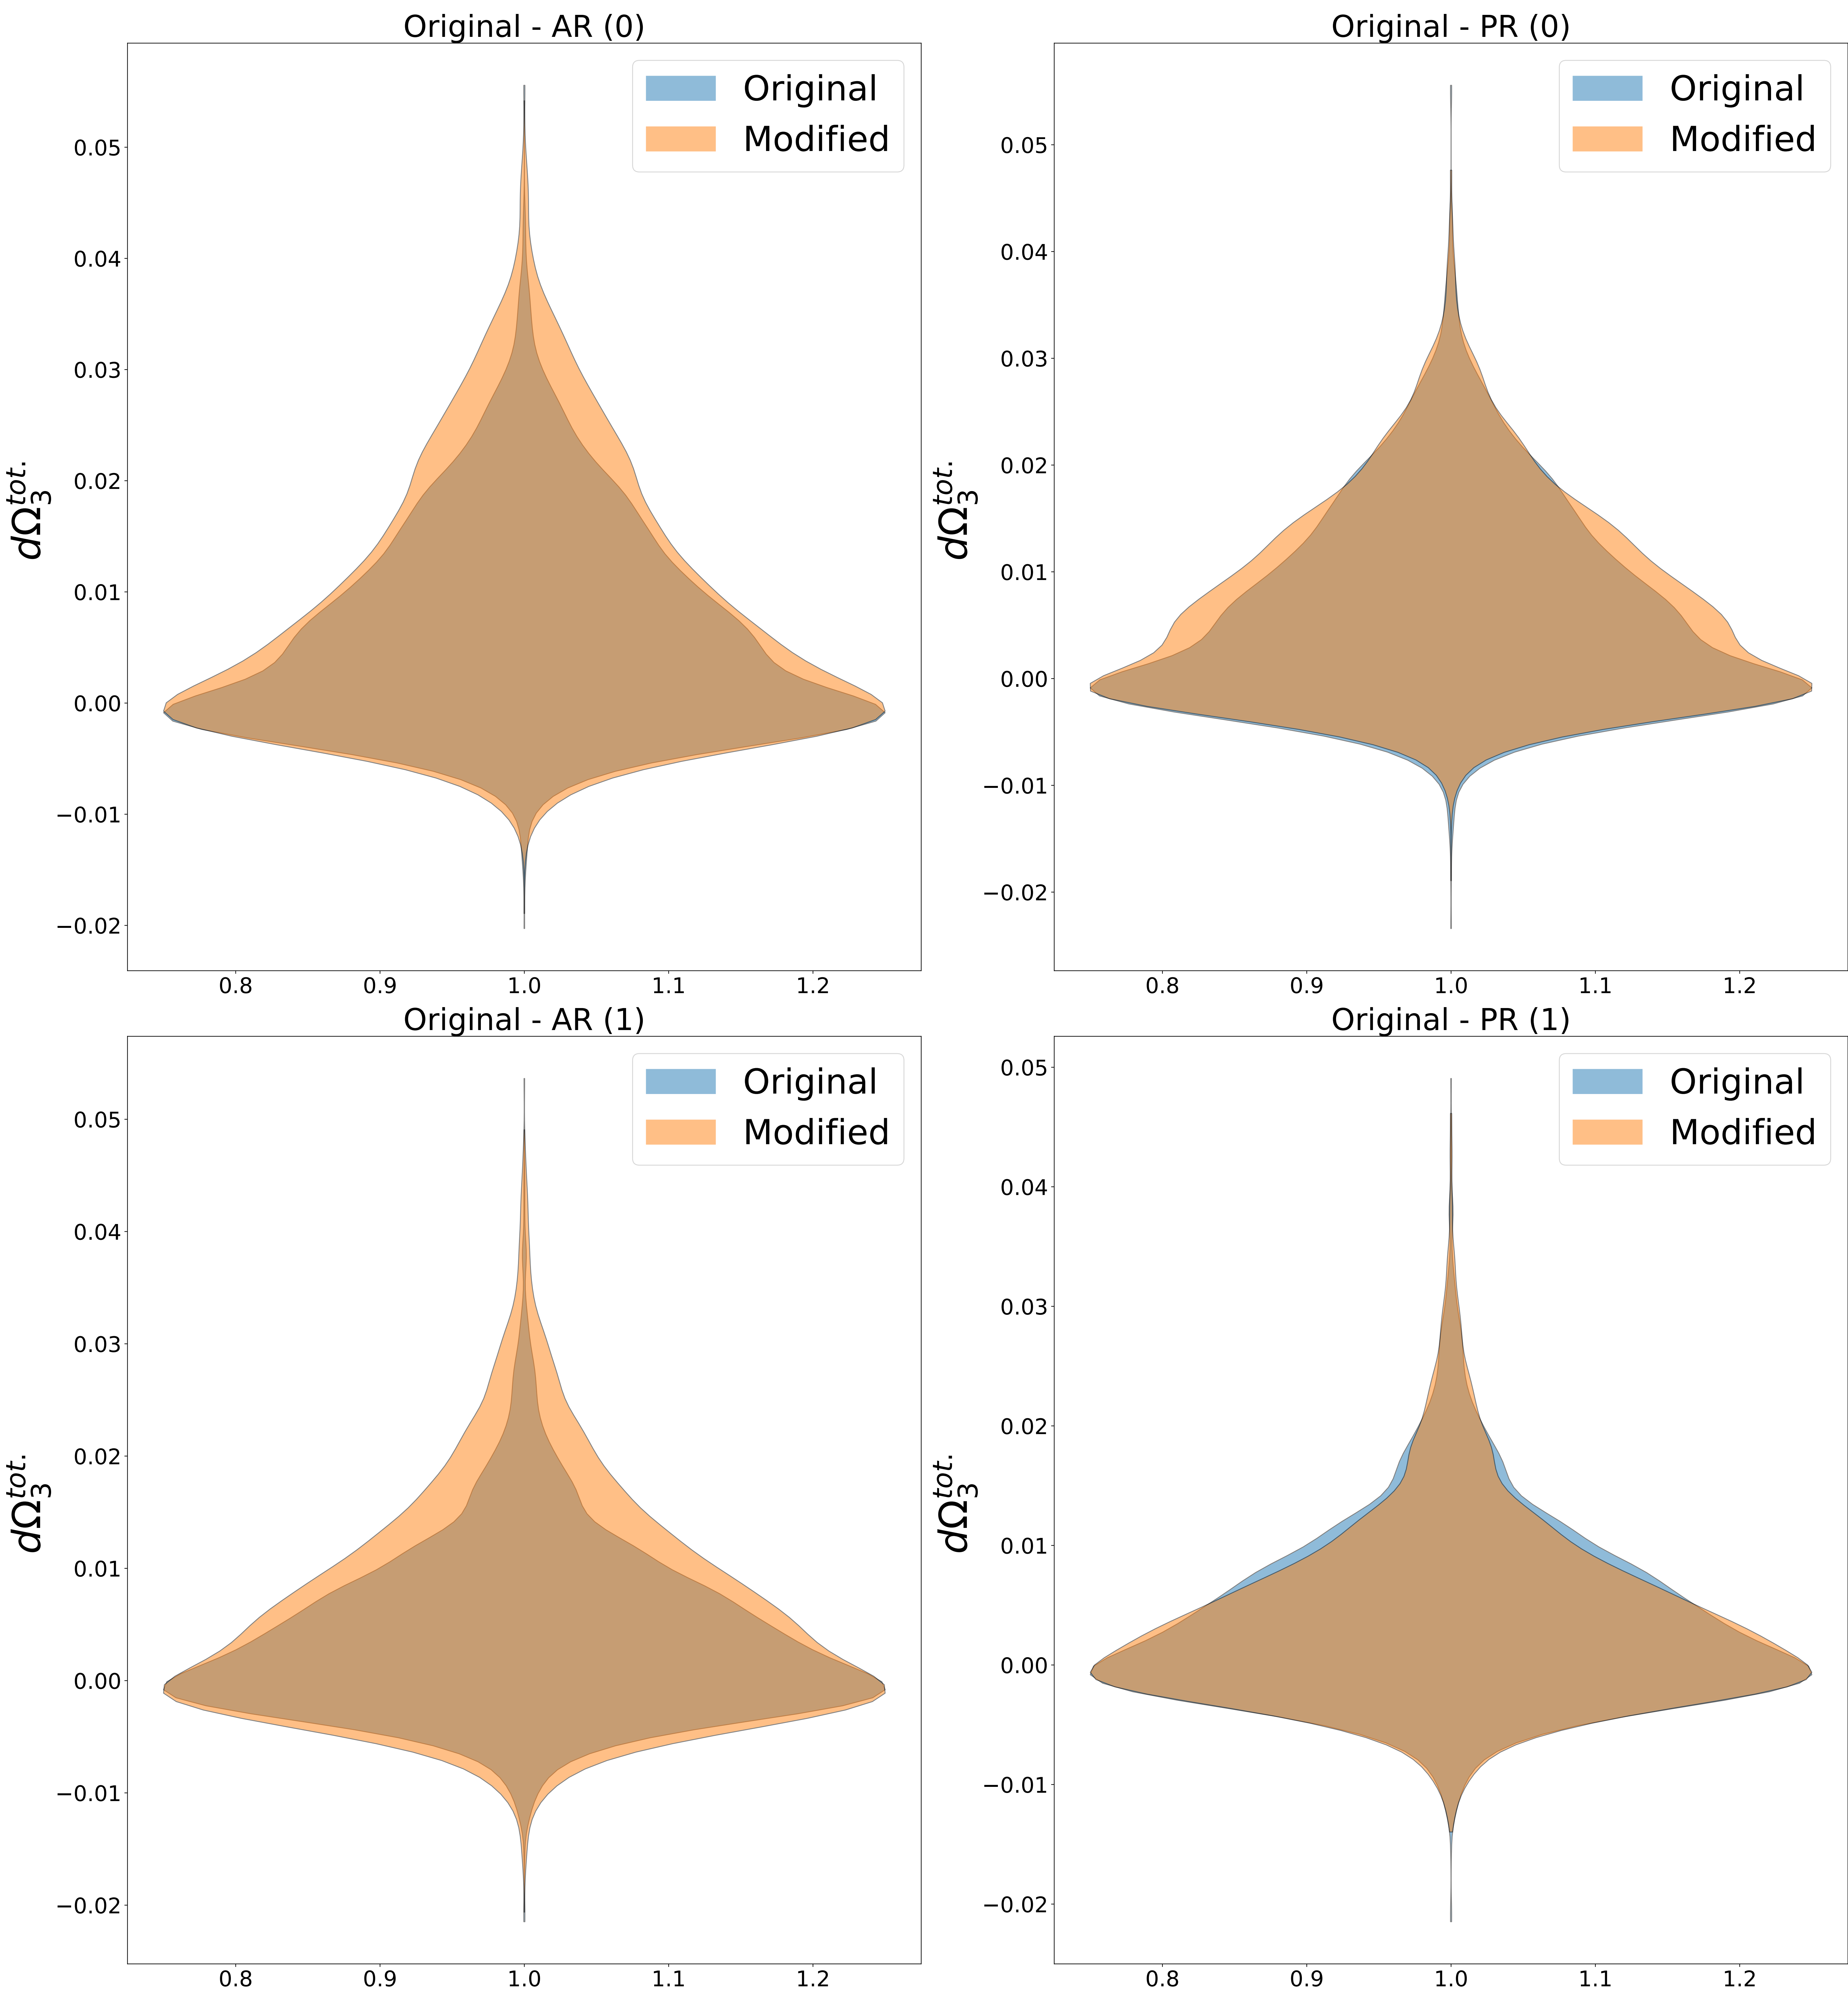 Original - AR (0)
Original
Modified
0.05
0.04
0.03
0.02
0.01
0.00
−0.01
−0.02
dΩ₃ᵗᵒᵗ·
0.8 0.9 1.0 1.1 1.2
Original - PR (0)
Original
Modified
0.05
0.04
0.03
0.02
0.01
0.00
−0.01
−0.02
dΩ₃ᵗᵒᵗ·
0.8 0.9 1.0 1.1 1.2
Original - AR (1)
Original
Modified
0.05
0.04
0.03
0.02
0.01
0.00
−0.01
−0.02
dΩ₃ᵗᵒᵗ·
0.8 0.9 1.0 1.1 1.2
Original - PR (1)
Original
Modified
0.05
0.04
0.03
0.02
0.01
0.00
−0.01
−0.02
dΩ₃ᵗᵒᵗ·
0.8 0.9 1.0 1.1 1.2